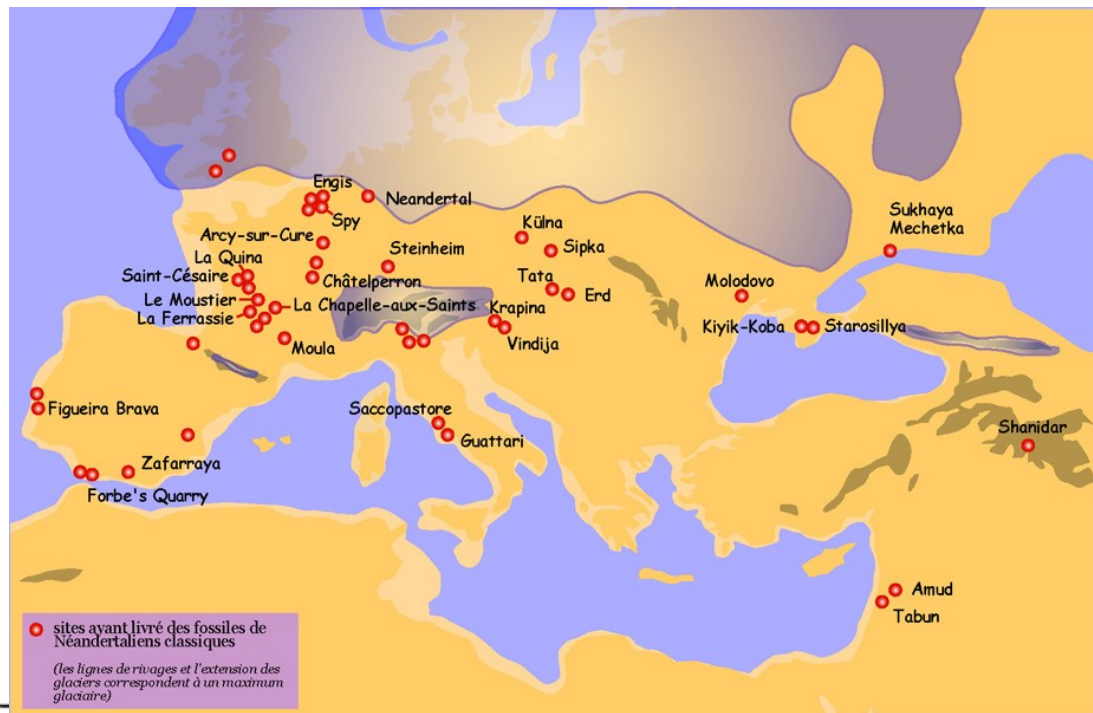 Engis
Neandertal
Spy
Sukhaya
Mechetka
Arcy-sur-Cure
Külna
Sipka
Steinheim
La Quina
Saint-Césaire
Châtelperron
Tata
Erd
Molodovo
Le Moustier
La Chapelle-aux-Saints
La Ferrassie
Krapina
Vindija
Kiyik-Koba
Starosillya
Moula
Figueira Brava
Saccopastore
Guattari
Shanidar
Zafarraya
Forbe's Quarry
Amud
Tabun
sites ayant livré des fossiles de
Néandertaliens classiques
(les lignes de rivages et l'extension des
glaciers correspondent à un maximum
glaciaire)